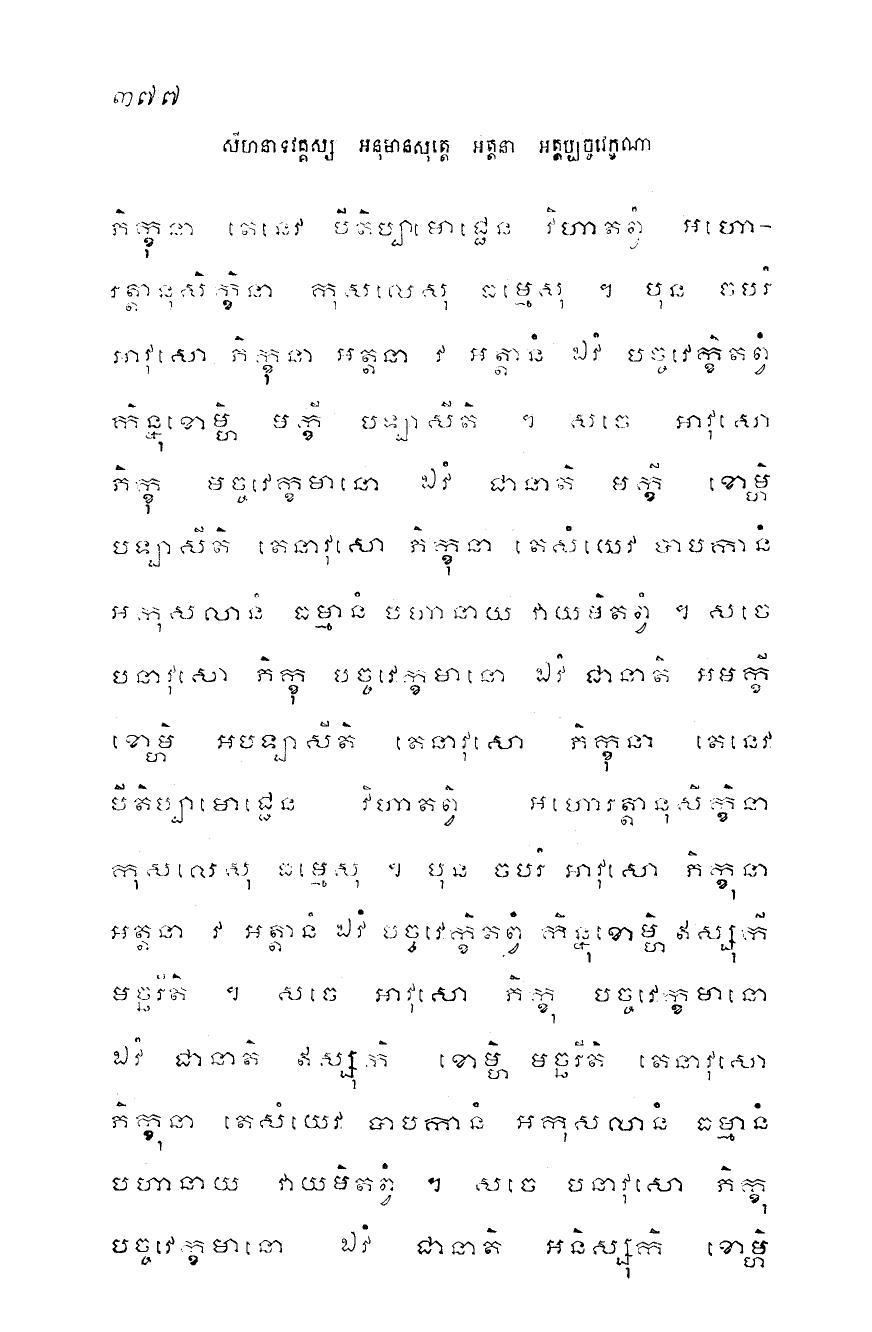 ៣៧៧
សីហនាទវគ្គស្ស អនុមានសុត្តេ អត្តនា អត្តប្បច្ចវេក្ខណា
ភិក្ខុនា តេនេវ បីតិប្បាមោជ្ជេន វិហាតព្វំ អហោ-
រត្តានុសិក្ខិនា កុសលេសុ ធម្មេសុ ។ បុន ចបរំ
អាវុសោ ភិក្ខុនា អត្តនា វ អត្តានំ ឯវំ បច្ចវេក្ខិតព្វំ
កិន្នុខោម្ហិ មក្ខី បឡាសីតិ ។ សចេ អាវុសោ
ភិក្ខុ មច្ចវេក្ខមានោ ឯវំ ជានាតិ មក្ខី ខោម្ហិ
បឡាសីតិ តេនាវុសោ ភិក្ខុនា តេសំយេវ បាបកានំ
អកុសលានំ ធម្មានំ បហានាយ វាយមិតព្វំ ។ សចេ
បនាវុសោ ភិក្ខុ បច្ចវេក្ខមានោ ឯវំ ជានាតិ អមក្ខី
ខោម្ហិ អបឡាសីតិ តេនាវុសោ ភិក្ខុនា តេនេវ
បីតិប្បាមោជ្ជេន វិហាតព្វិ អហោរត្តានុសិក្ខិនា
កុសលេសុ ធម្មេសុ ។ បុន ចបរំ អាវុសោ ភិក្ខុនា
អត្តនា វ អត្តានំ ឯវំ បច្ចវេក្ខិតព្វំ កិន្នុខោម្ហិ ឥស្សុកី
មច្ឆរីតិ ។ សចេ អាវុសោ ភិក្ខុ បច្ចវេក្ខមានោ
ឯវំ ជានាតិ ឥស្សុកិ ខោម្ហិ មច្ឆរីតិ តេនាវុសោ
ភិក្ខុនា តេសំយេវ បាបកានំ អកុសលានំ ធម្មានំ
បហានាយ វាយមិតព្វំ ។ សចេ បនាវុសោ ភិក្ខុ
បច្ចវេក្ខមានោ ឯវំ ជានាតិ អនិស្សុកិ ខោម្ហិ